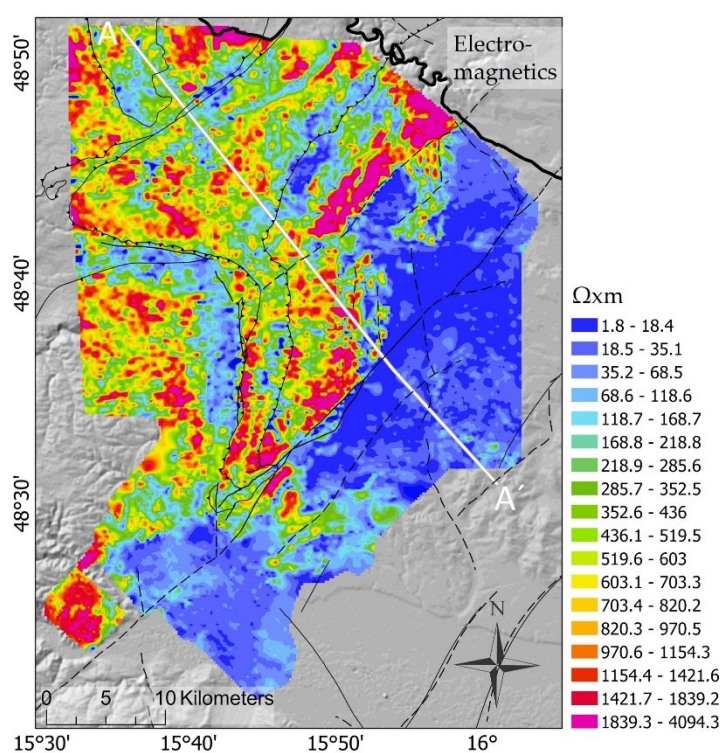 A
Electro-
magnetics
48°50'
48°40'
48°30'
A´
Ωxm
1.8 - 18.4
18.5 - 35.1
35.2 - 68.5
68.6 - 118.6
118.7 - 168.7
168.8 - 218.8
218.9 - 285.6
285.7 - 352.5
352.6 - 436
436.1 - 519.5
519.6 - 603
603.1 - 703.3
703.4 - 820.2
820.3 - 970.5
970.6 - 1154.3
1154.4 - 1421.6
1421.7 - 1839.2
1839.3 - 4094.3
N
0 5 10 Kilometers
15°30' 15°40' 15°50' 16°